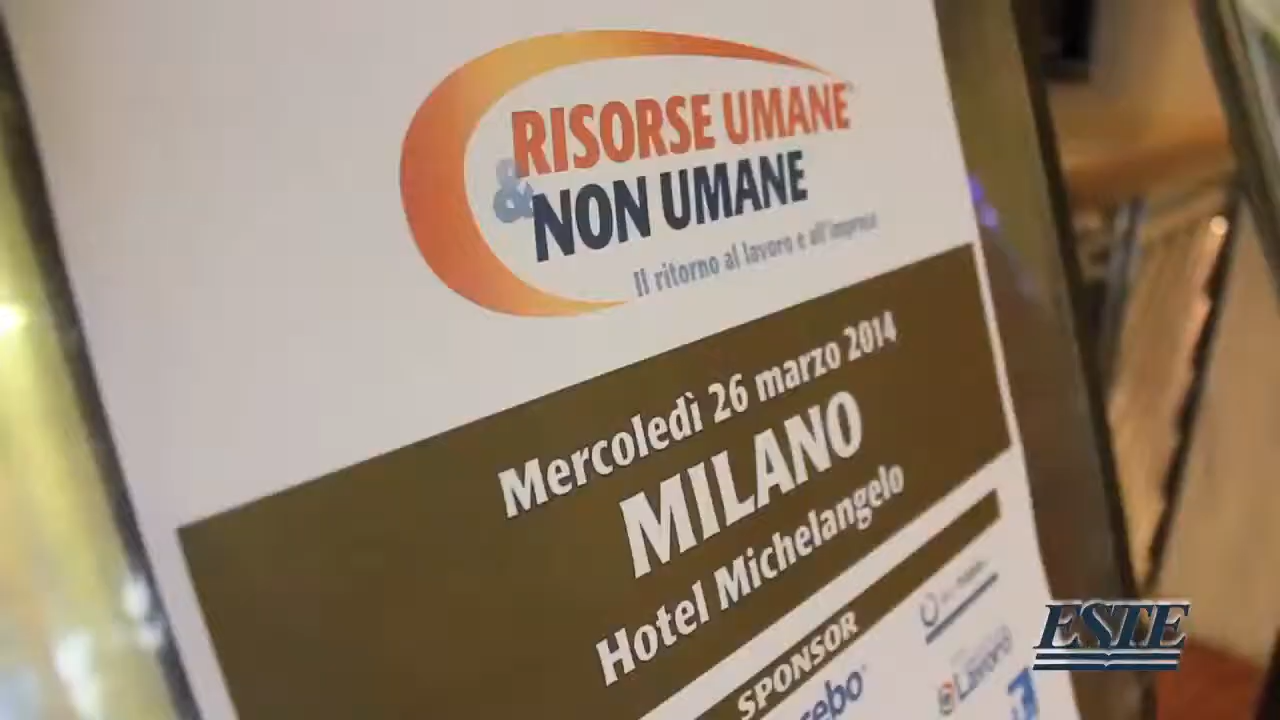 RISORSE UMANE
& NON UMANE
Il ritorno al lavoro e all'impresa
Mercoledì 26 marzo 2014
MILANO
Hotel Michelangelo
SPONSOR
Lavoro
ESTE